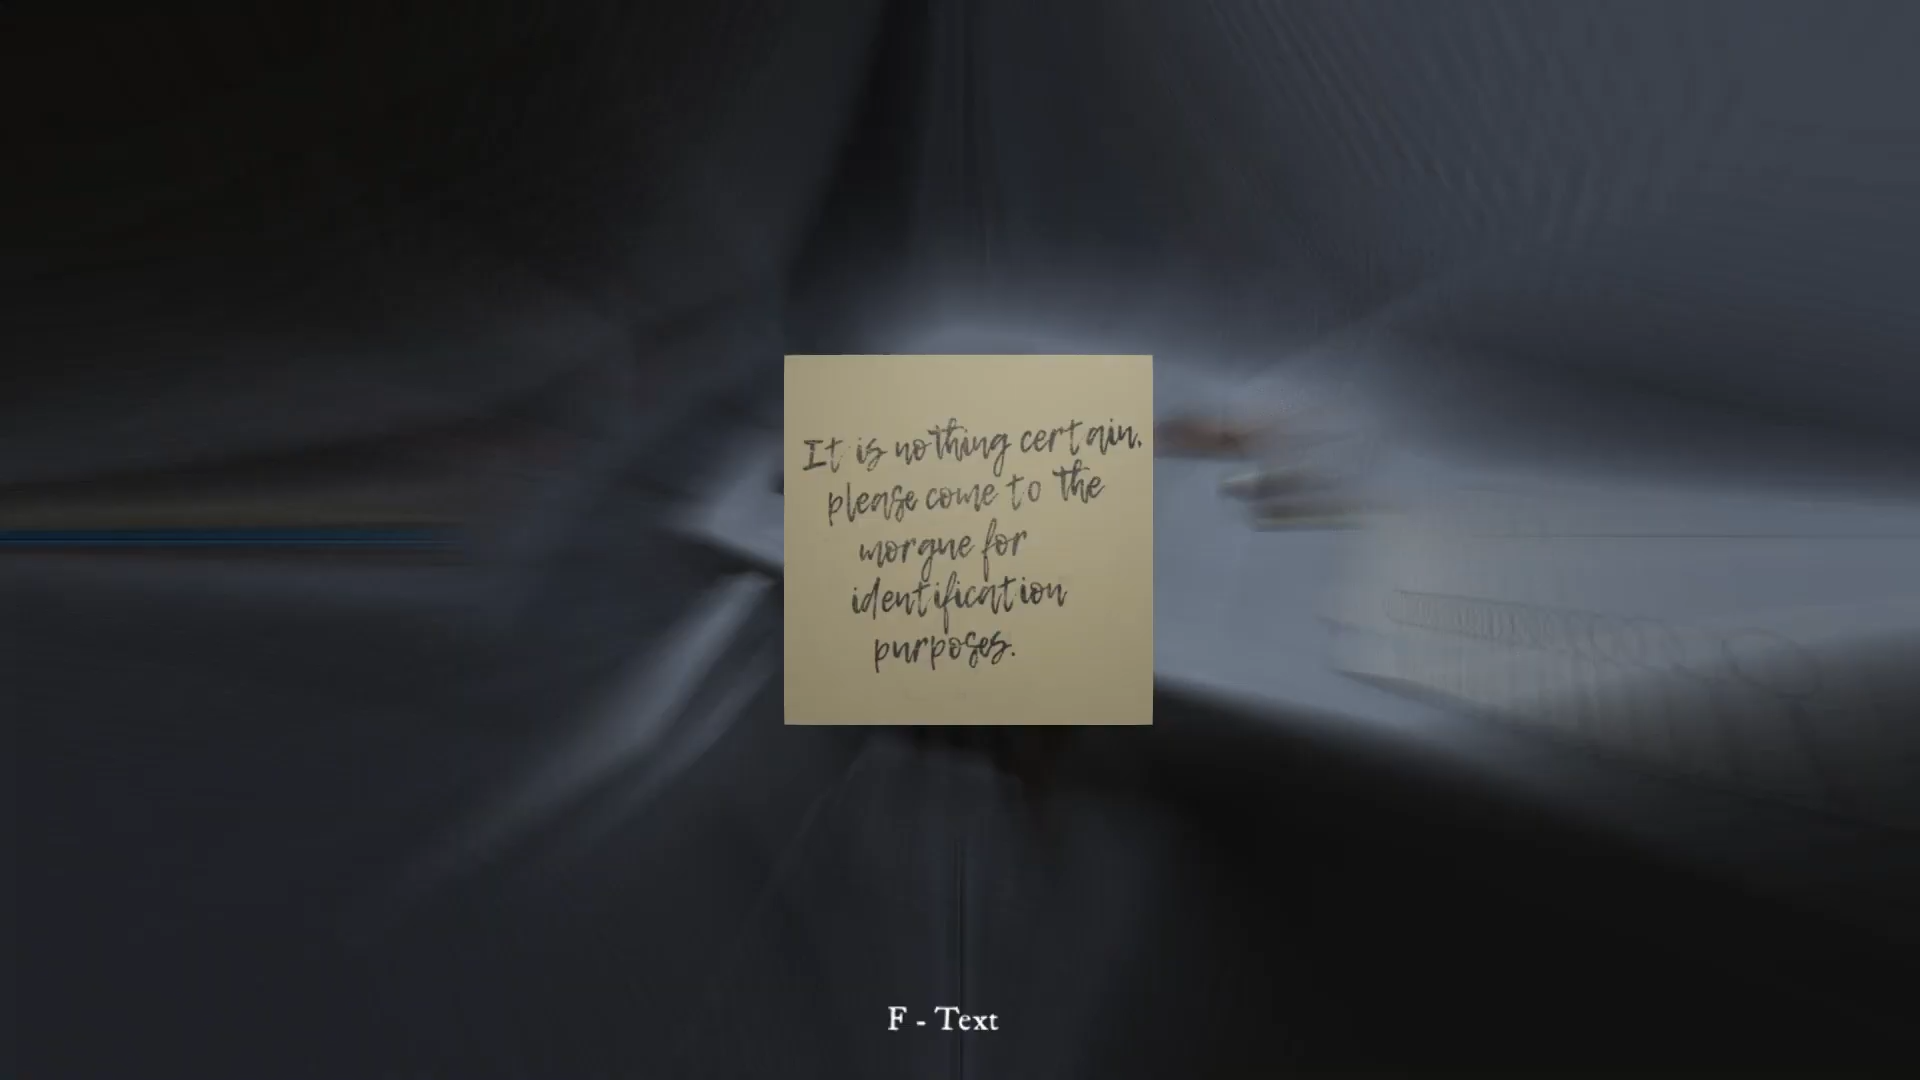 It is nothing certain,
please come to the
morgue for
identification
purposes.
F - Text